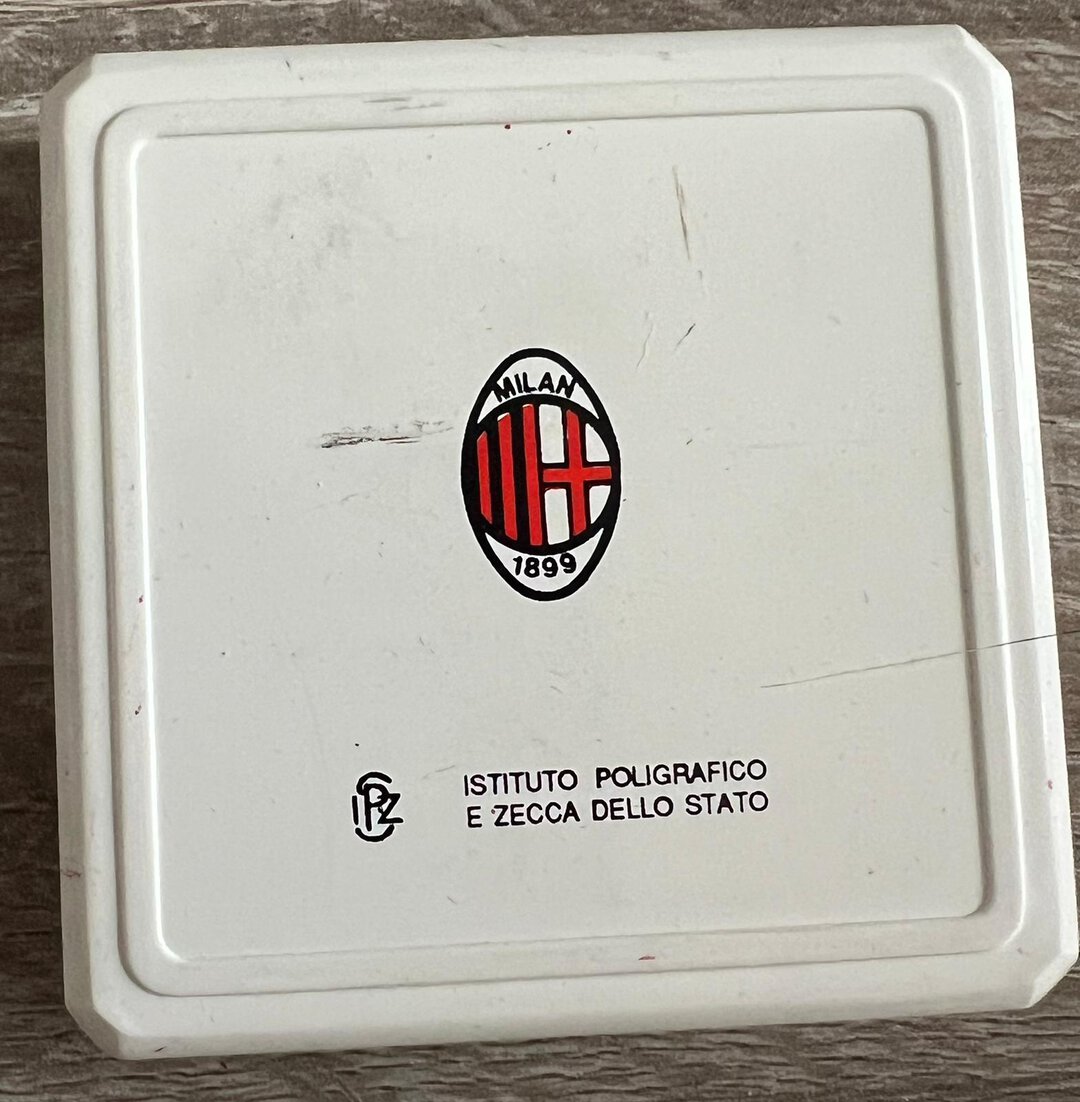 MILAN
1899
IPZS
ISTITUTO POLIGRAFICO
E ZECCA DELLO STATO